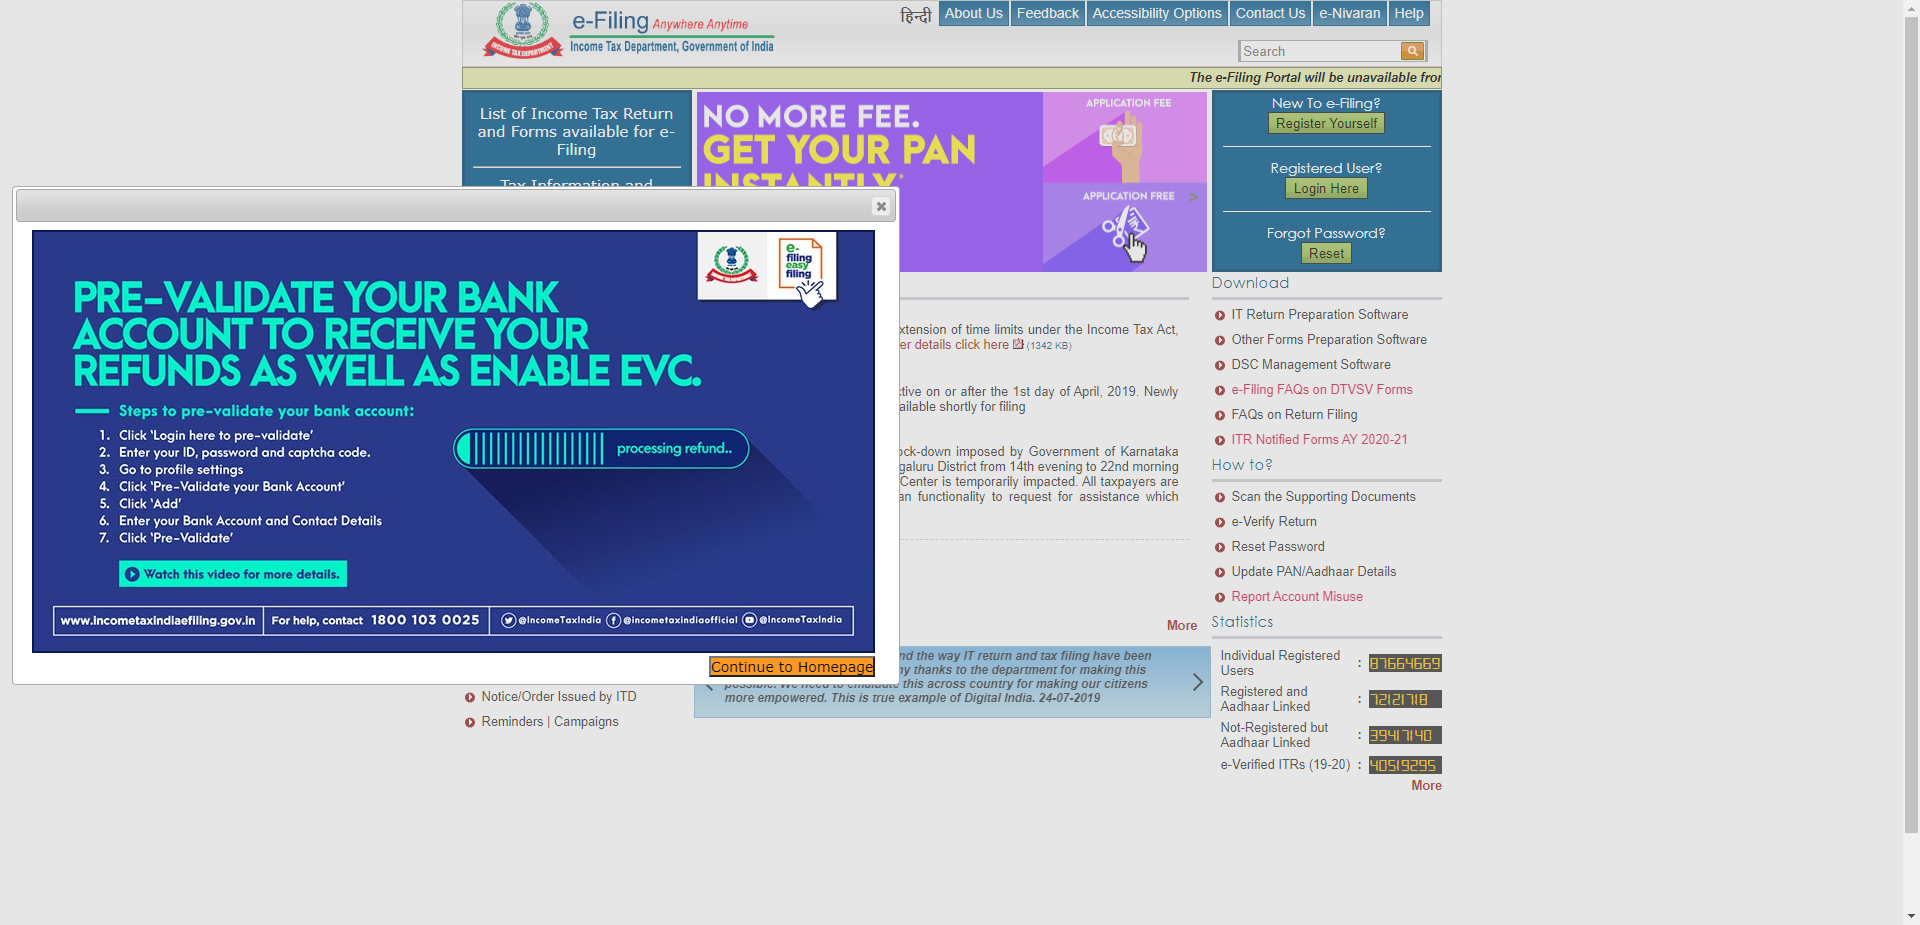 e-Filing Anywhere Anytime
Income Tax Department, Government of India
INCOME TAX DEPARTMENT
हिन्दी About Us Feedback Accessibility Options Contact Us e-Nivaran Help
Search
The e-Filing Portal will be unavailable from
List of Income Tax Return
and Forms available for e-
Filing
Tax Information and
NO MORE FEE.
GET YOUR PAN
INSTANTLY*
APPLICATION FEE
APPLICATION FREE
>
New To e-Filing?
Register Yourself
Registered User?
Login Here
Forgot Password?
Reset
e-
filing
easy
filing
PRE-VALIDATE YOUR BANK
ACCOUNT TO RECEIVE YOUR
REFUNDS AS WELL AS ENABLE EVC.
Steps to pre-validate your bank account:
1. Click 'Login here to pre-validate'
2. Enter your ID, password and captcha code.
3. Go to profile settings
4. Click 'Pre-Validate your Bank Account'
5. Click 'Add'
6. Enter your Bank Account and Contact Details
7. Click 'Pre-Validate'
processing refund..
Watch this video for more details.
www.incometaxindiaefiling.gov.in For help, contact 1800 103 0025 @IncomeTaxIndia @incometaxindiaofficial @IncomeTaxIndia
Continue to Homepage
xtension of time limits under the Income Tax Act,
er details click here (1342 KB)
ctive on or after the 1st day of April, 2019. Newly
ailable shortly for filing
ock-down imposed by Government of Karnataka
galuru District from 14th evening to 22nd morning
Center is temporarily impacted. All taxpayers are
an functionality to request for assistance which
More
nd the way IT return and tax filing have been
ny thanks to the department for making this
possible. We need to emulate this across country for making our citizens
more empowered. This is true example of Digital India. 24-07-2019
Notice/Order Issued by ITD
Reminders | Campaigns
Download
IT Return Preparation Software
Other Forms Preparation Software
DSC Management Software
e-Filing FAQs on DTVSV Forms
FAQs on Return Filing
ITR Notified Forms AY 2020-21
How to?
Scan the Supporting Documents
e-Verify Return
Reset Password
Update PAN/Aadhaar Details
Report Account Misuse
Statistics
Individual Registered
Users : 87664669
Registered and
Aadhaar Linked : 72121718
Not-Registered but
Aadhaar Linked : 39417140
e-Verified ITRs (19-20) : 40519295
More